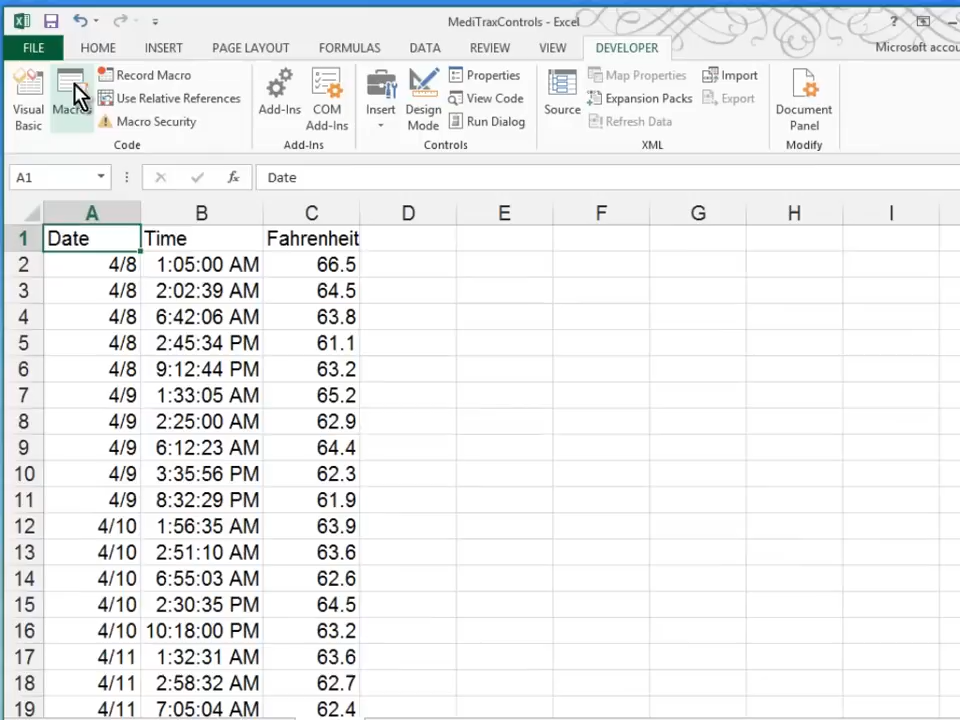 MediTraxControls - Excel
?
FILE HOME INSERT PAGE LAYOUT FORMULAS DATA REVIEW VIEW DEVELOPER Microsoft accou
Visual Basic
Macros
Record Macro
Use Relative References
Macro Security
Code
Add-Ins
COM Add-Ins
Add-Ins
Insert
Design Mode
Properties
View Code
Run Dialog
Controls
Source
Map Properties
Expansion Packs
Refresh Data
Import
Export
XML
Document Panel
Modify
A1 fx Date
A B C D E F G H I
1 Date Time Fahrenheit
2 4/8 1:05:00 AM 66.5
3 4/8 2:02:39 AM 64.5
4 4/8 6:42:06 AM 63.8
5 4/8 2:45:34 PM 61.1
6 4/8 9:12:44 PM 63.2
7 4/9 1:33:05 AM 65.2
8 4/9 2:25:00 AM 62.9
9 4/9 6:12:23 AM 64.4
10 4/9 3:35:56 PM 62.3
11 4/9 8:32:29 PM 61.9
12 4/10 1:56:35 AM 63.9
13 4/10 2:51:10 AM 63.6
14 4/10 6:55:03 AM 62.6
15 4/10 2:30:35 PM 64.5
16 4/10 10:18:00 PM 63.2
17 4/11 1:32:31 AM 63.6
18 4/11 2:58:32 AM 62.7
19 4/11 7:05:04 AM 62.4